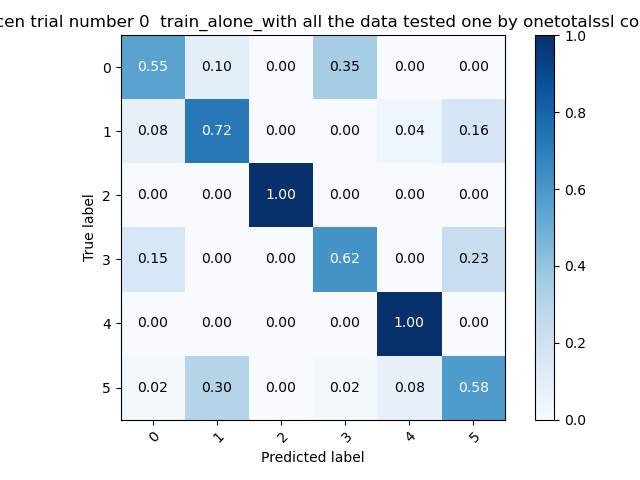 cen trial number 0 train_alone_with all the data tested one by onetotalssl co
1.0
0 0.55 0.10 0.00 0.35 0.00 0.00
0.8
1 0.08 0.72 0.00 0.00 0.04 0.16
2 0.00 0.00 1.00 0.00 0.00 0.00
0.6
True label
3 0.15 0.00 0.00 0.62 0.00 0.23
0.4
4 0.00 0.00 0.00 0.00 1.00 0.00
0.2
5 0.02 0.30 0.00 0.02 0.08 0.58
0.0
0 1 2 3 4 5
Predicted label